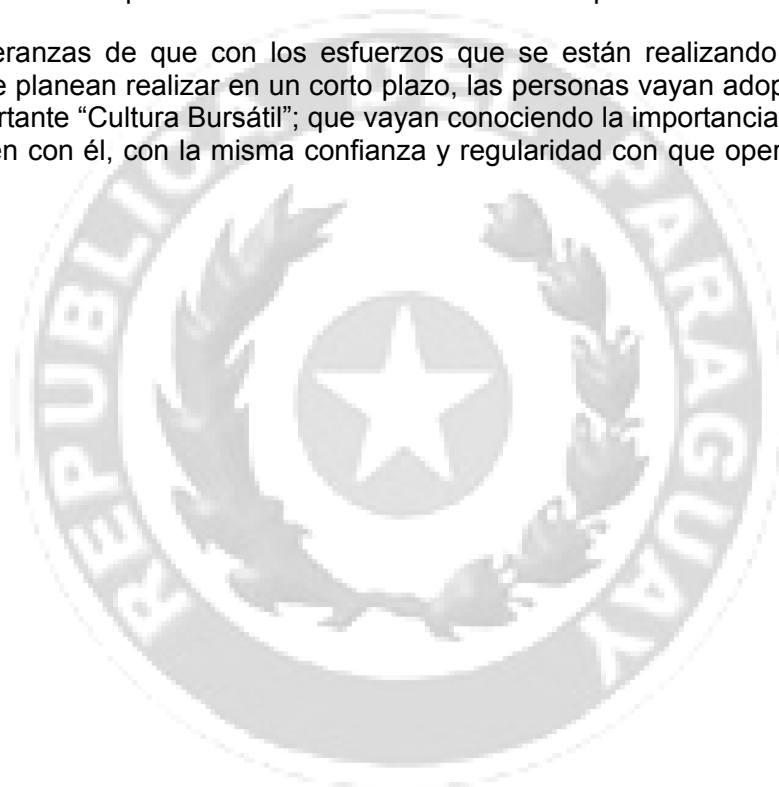 eranzas de que con los esfuerzos que se están realizando
e planean realizar en un corto plazo, las personas vayan adop
rtante “Cultura Bursátil”; que vayan conociendo la importancia
en con él, con la misma confianza y regularidad con que oper
REPUBLICA DEL PARAGUAY